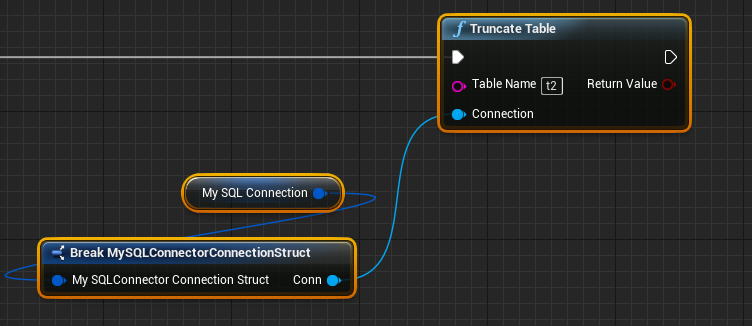 f Truncate Table
Table Name t2 Return Value
Connection
My SQL Connection
Break MySQLConnectorConnectionStruct
My SQLConnector Connection Struct Conn